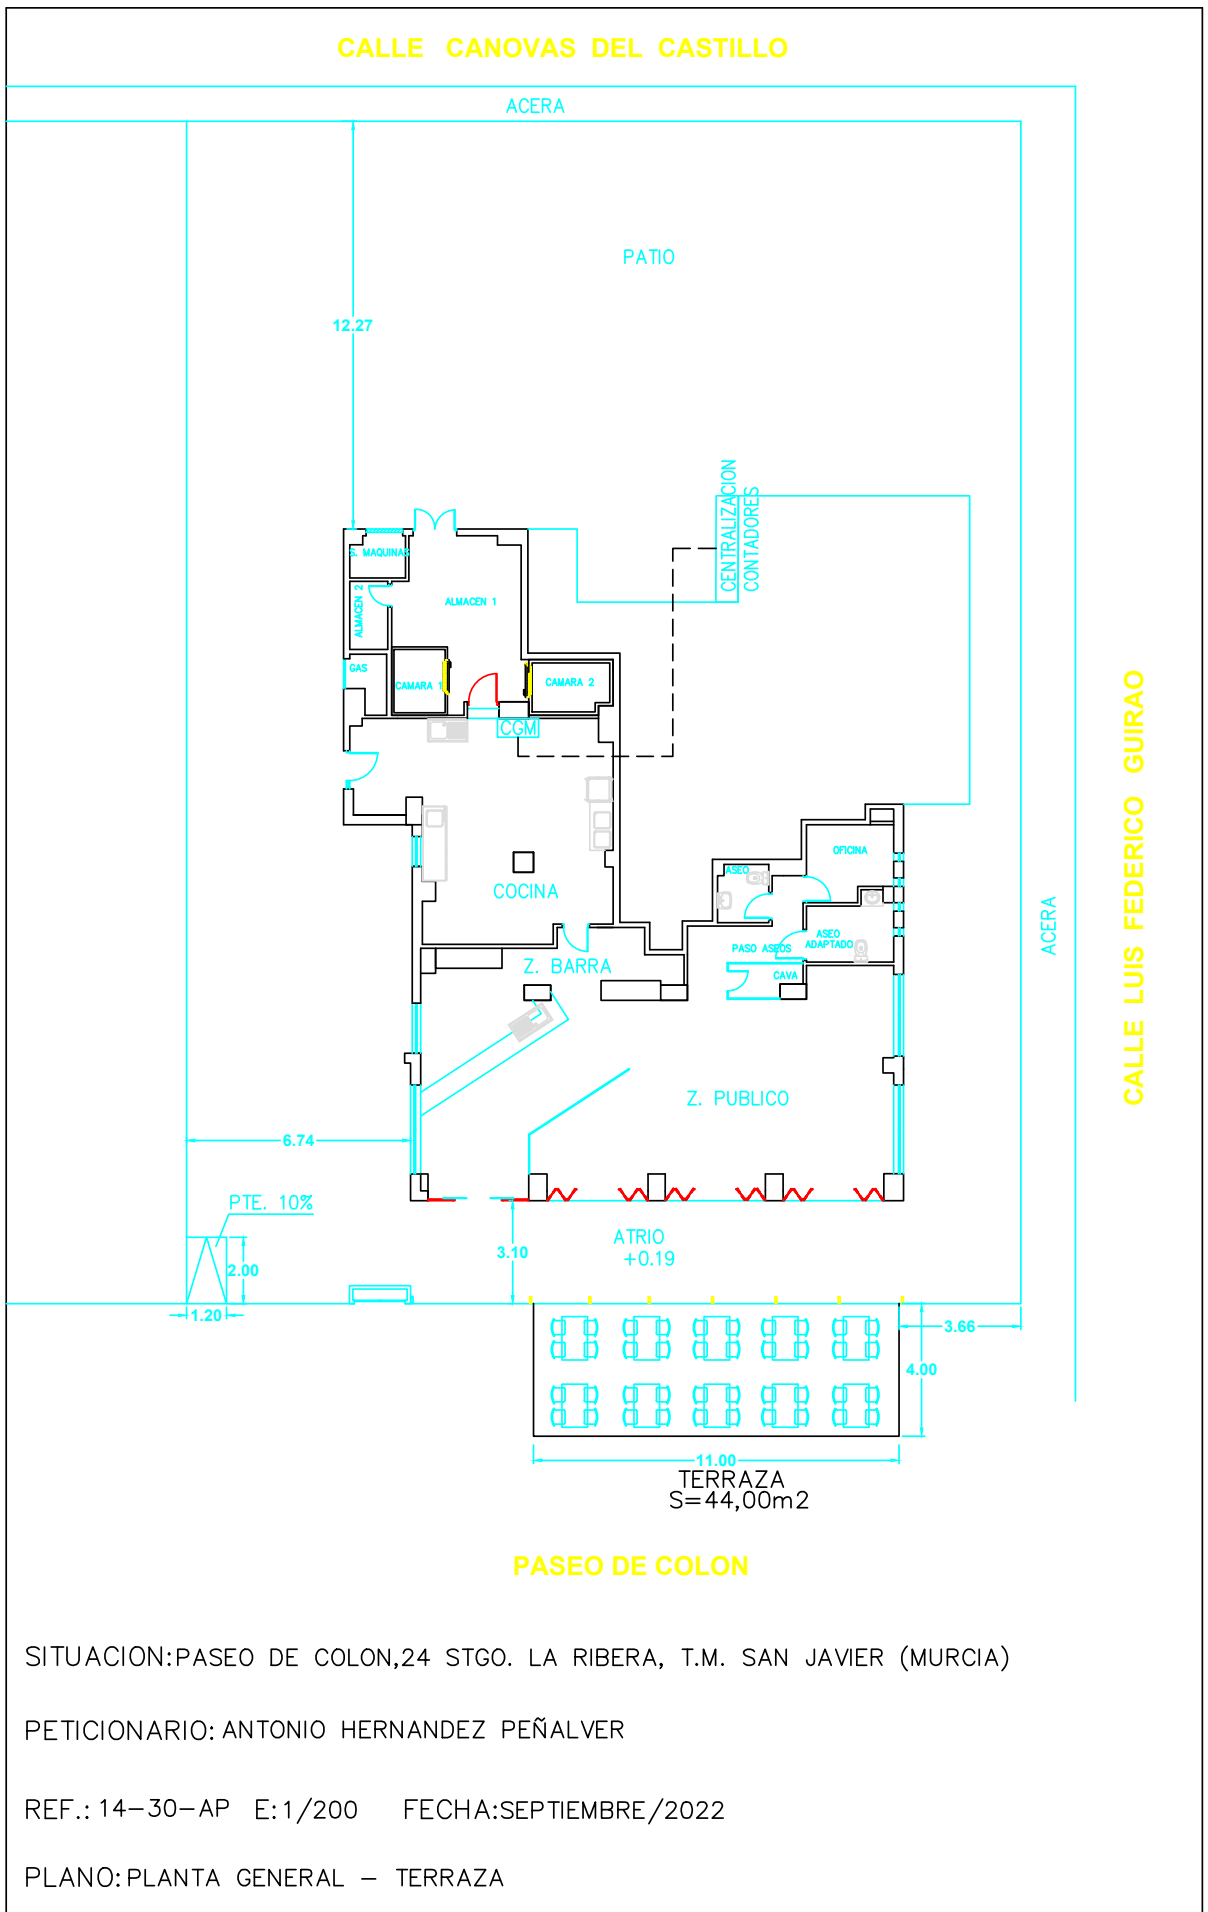 CALLE CANOVAS DEL CASTILLO
ACERA
PATIO
12.27
CENTRALIZACION
CONTADORES
S. MAQUINAS
ALMACEN 2
ALMACEN 1
GAS
CAMARA 1
CAMARA 2
CGM
CALLE LUIS FEDERICO GUIRAO
ACERA
OFICINA
ASEO
COCINA
ASEO
ADAPTADO
PASO ASEOS
Z. BARRA
CAVA
Z. PUBLICO
6.74
PTE. 10%
ATRIO
+0.19
3.10
2.00
1.20
3.66
4.00
11.00
TERRAZA
S=44,00m2
PASEO DE COLON
SITUACION:PASEO DE COLON,24 STGO. LA RIBERA, T.M. SAN JAVIER (MURCIA)
PETICIONARIO: ANTONIO HERNANDEZ PEÑALVER
REF.: 14-30-AP E:1/200 FECHA:SEPTIEMBRE/2022
PLANO: PLANTA GENERAL - TERRAZA